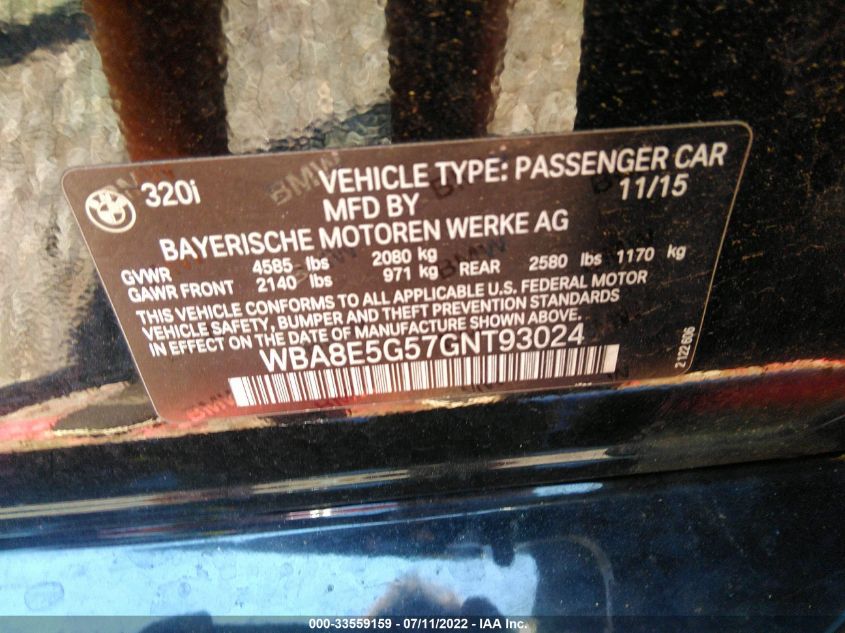 320i
VEHICLE TYPE: PASSENGER CAR
MFD BY 11/15
BAYERISCHE MOTOREN WERKE AG
GVWR 4585 lbs 2080 kg
GAWR FRONT 2140 lbs 971 kg REAR 2580 lbs 1170 kg
THIS VEHICLE CONFORMS TO ALL APPLICABLE U.S. FEDERAL MOTOR
VEHICLE SAFETY, BUMPER, AND THEFT PREVENTION STANDARDS
IN EFFECT ON THE DATE OF MANUFACTURE SHOWN ABOVE.
WBA8E5G57GNT93024
2 122 606
000-33559159 - 07/11/2022 - IAA Inc.